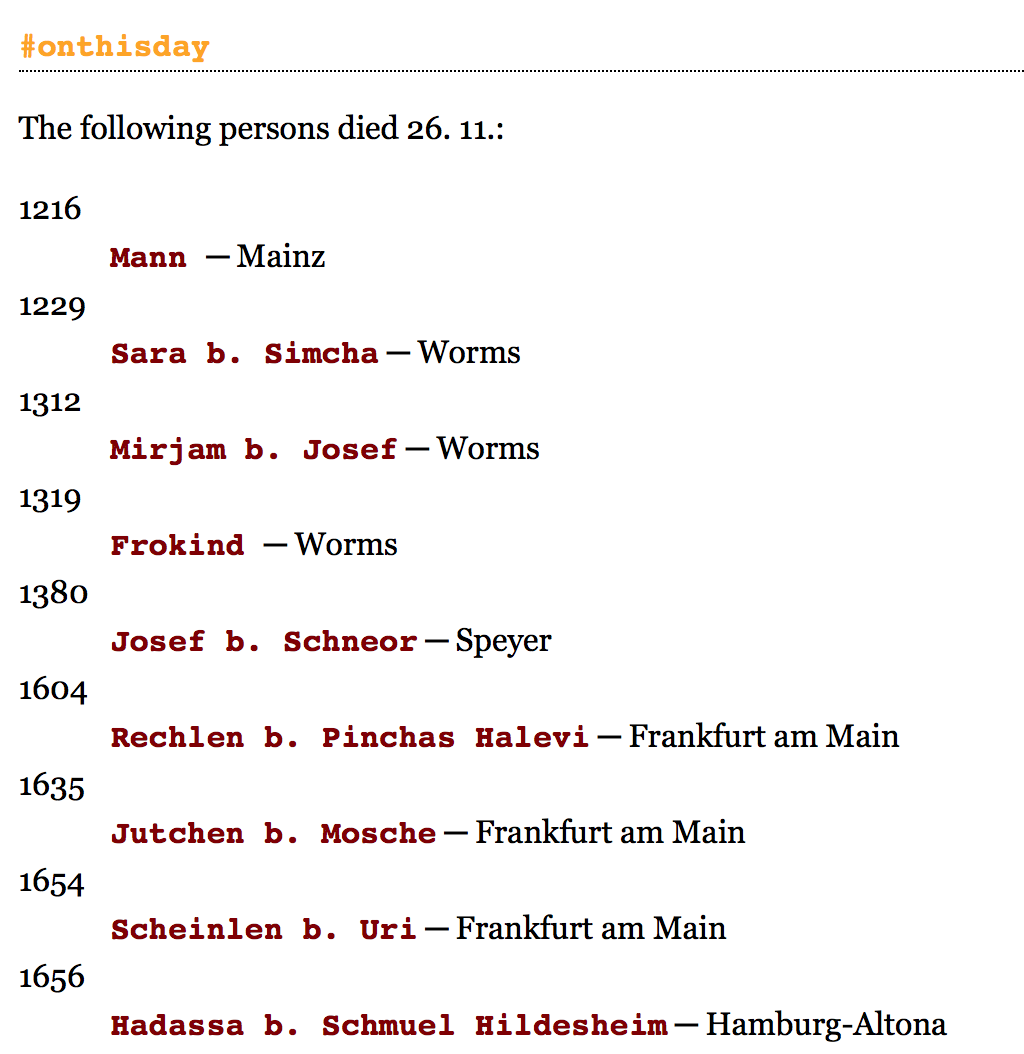 #onthisday
The following persons died 26. 11.:
1216
Mann — Mainz
1229
Sara b. Simcha — Worms
1312
Mirjam b. Josef — Worms
1319
Frokind — Worms
1380
Josef b. Schneor — Speyer
1604
Rechlen b. Pinchas Halevi — Frankfurt am Main
1635
Jutchen b. Mosche — Frankfurt am Main
1654
Scheinlen b. Uri — Frankfurt am Main
1656
Hadassa b. Schmuel Hildesheim — Hamburg-Altona